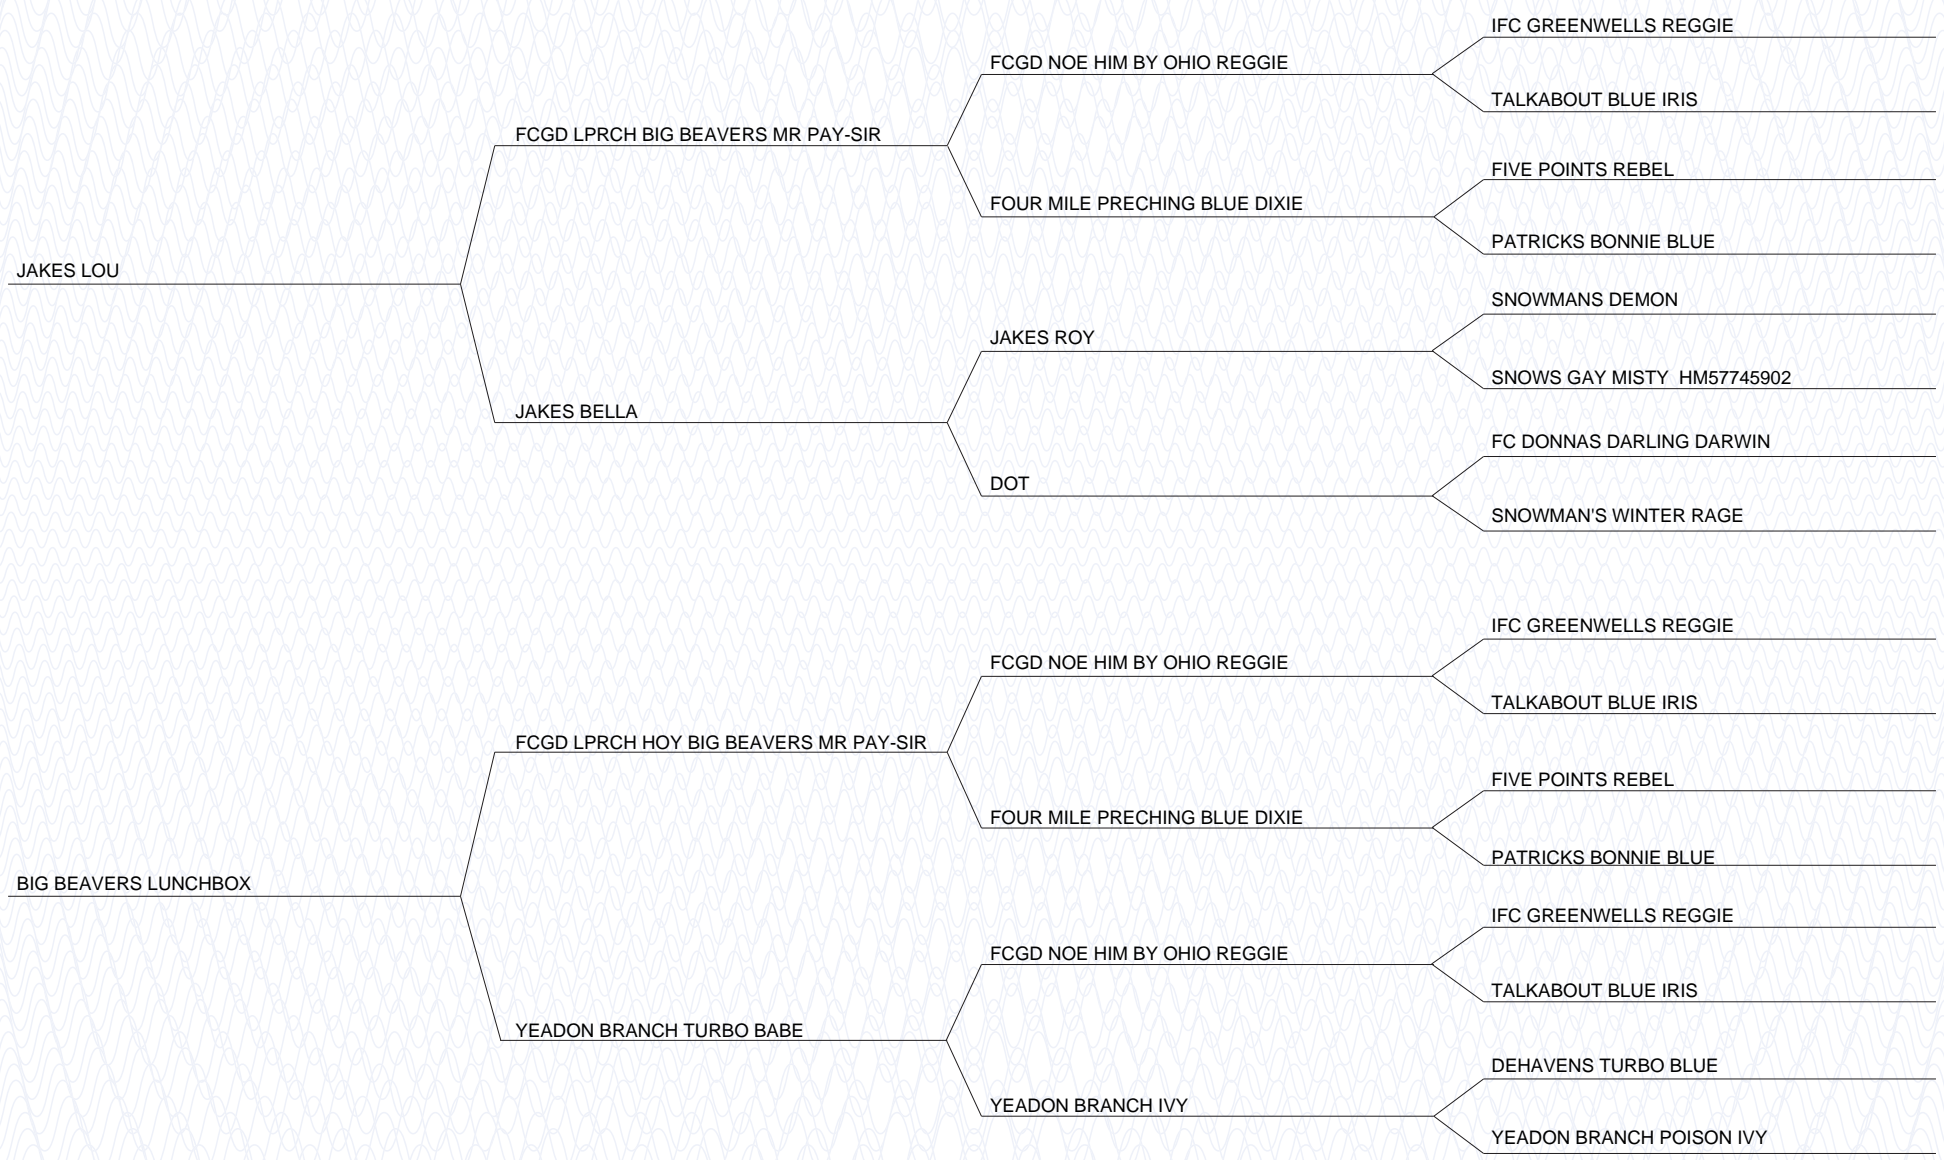 IFC GREENWELLS REGGIE
FCGD NOE HIM BY OHIO REGGIE
TALKABOUT BLUE IRIS
FCGD LPRCH BIG BEAVERS MR PAY-SIR
FIVE POINTS REBEL
FOUR MILE PRECHING BLUE DIXIE
PATRICKS BONNIE BLUE
JAKES LOU
SNOWMANS DEMON
JAKES ROY
SNOWS GAY MISTY  HM57745902
JAKES BELLA
FC DONNAS DARLING DARWIN
DOT
SNOWMAN'S WINTER RAGE
IFC GREENWELLS REGGIE
FCGD NOE HIM BY OHIO REGGIE
TALKABOUT BLUE IRIS
FCGD LPRCH HOY BIG BEAVERS MR PAY-SIR
FIVE POINTS REBEL
FOUR MILE PRECHING BLUE DIXIE
PATRICKS BONNIE BLUE
BIG BEAVERS LUNCHBOX
IFC GREENWELLS REGGIE
FCGD NOE HIM BY OHIO REGGIE
TALKABOUT BLUE IRIS
YEADON BRANCH TURBO BABE
DEHAVENS TURBO BLUE
YEADON BRANCH IVY
YEADON BRANCH POISON IVY